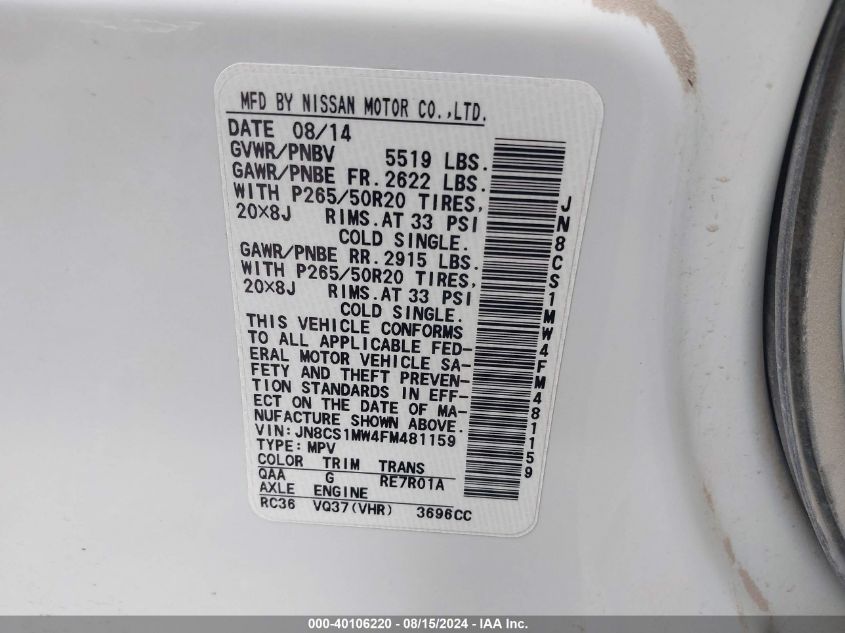 MFD BY NISSAN MOTOR CO.,LTD.
DATE 08/14
GVWR/PNBV 5519 LBS.
GAWR/PNBE FR. 2622 LBS.
WITH P265/50R20 TIRES,
20×8J RIMS.AT 33 PSI
COLD SINGLE.
GAWR/PNBE RR. 2915 LBS.
WITH P265/50R20 TIRES,
20×8J RIMS.AT 33 PSI
COLD SINGLE.
THIS VEHICLE CONFORMS
TO ALL APPLICABLE FED-
ERAL MOTOR VEHICLE SA-
FETY AND THEFT PREVEN-
TION STANDARDS IN EFF-
ECT ON THE DATE OF MA-
NUFACTURE SHOWN ABOVE.
VIN: JN8CS1MW4FM481159
TYPE: MPV
COLOR TRIM TRANS
QAA G RE7R01A
AXLE ENGINE
RC36 VQ37(VHR) 3696CC
JN8CS1MW4FM481159
000-40106220 - 08/15/2024 - IAA Inc.